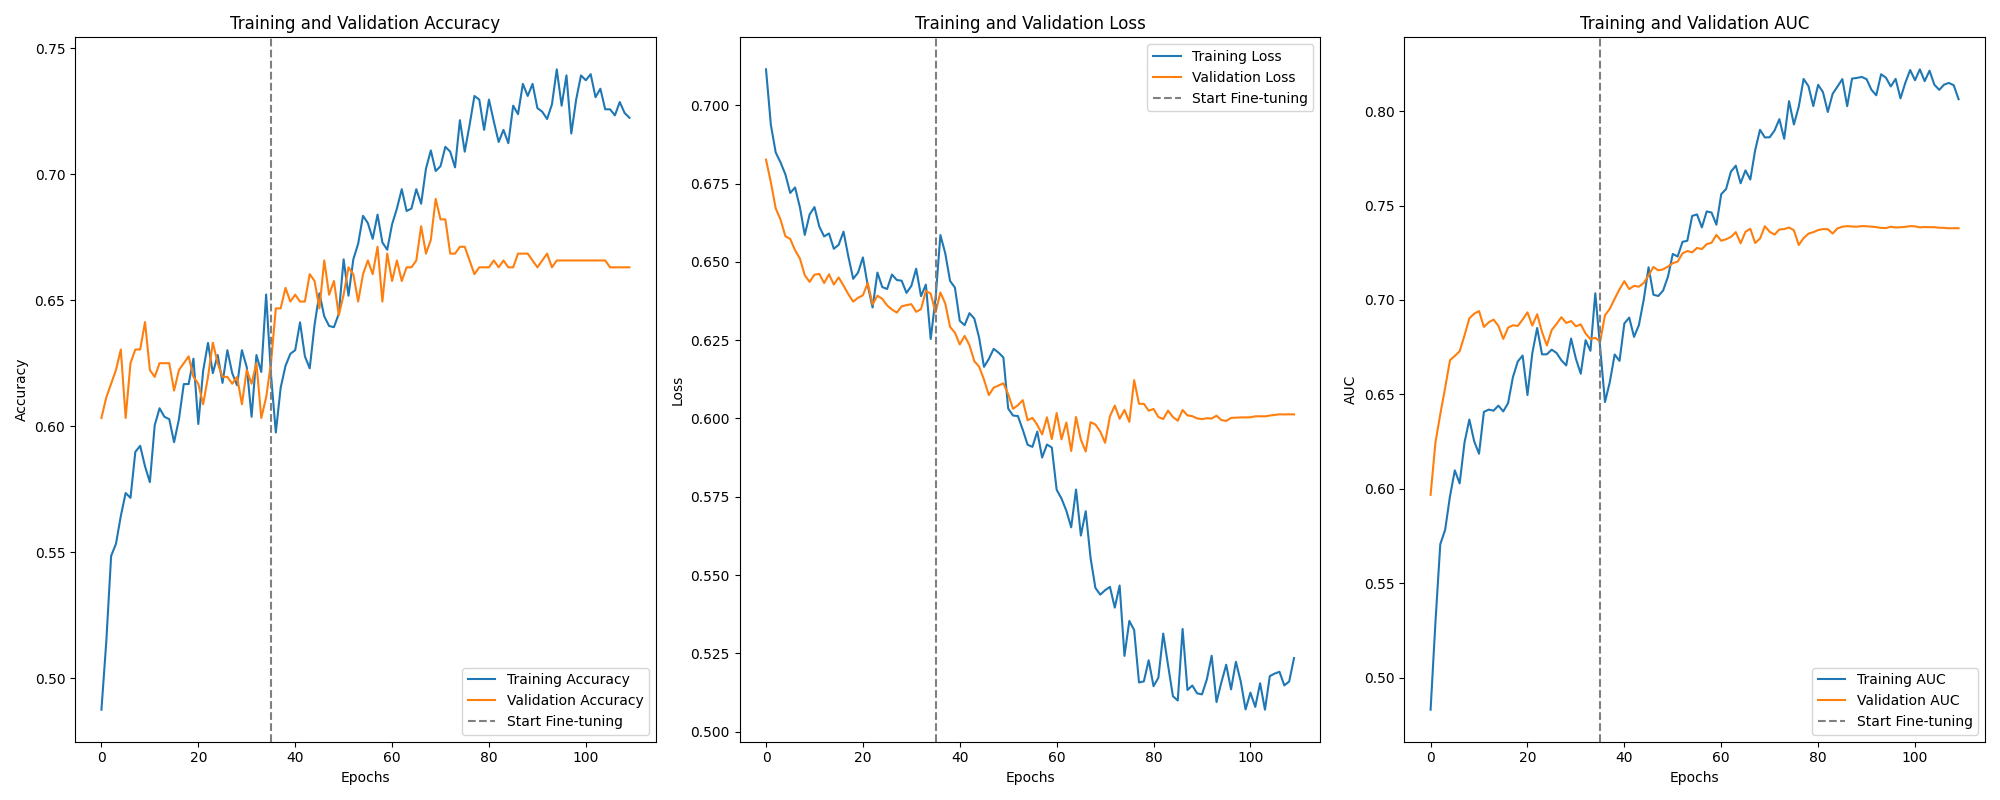 Training and Validation Accuracy
0.75
0.70
0.65
0.60
0.55
0.50
Accuracy
0 20 40 60 80 100
Epochs
Training Accuracy
Validation Accuracy
Start Fine-tuning
Training and Validation Loss
0.700
0.675
0.650
0.625
0.600
0.575
0.550
0.525
0.500
Loss
0 20 40 60 80 100
Epochs
Training Loss
Validation Loss
Start Fine-tuning
Training and Validation AUC
0.80
0.75
0.70
0.65
0.60
0.55
0.50
AUC
0 20 40 60 80 100
Epochs
Training AUC
Validation AUC
Start Fine-tuning